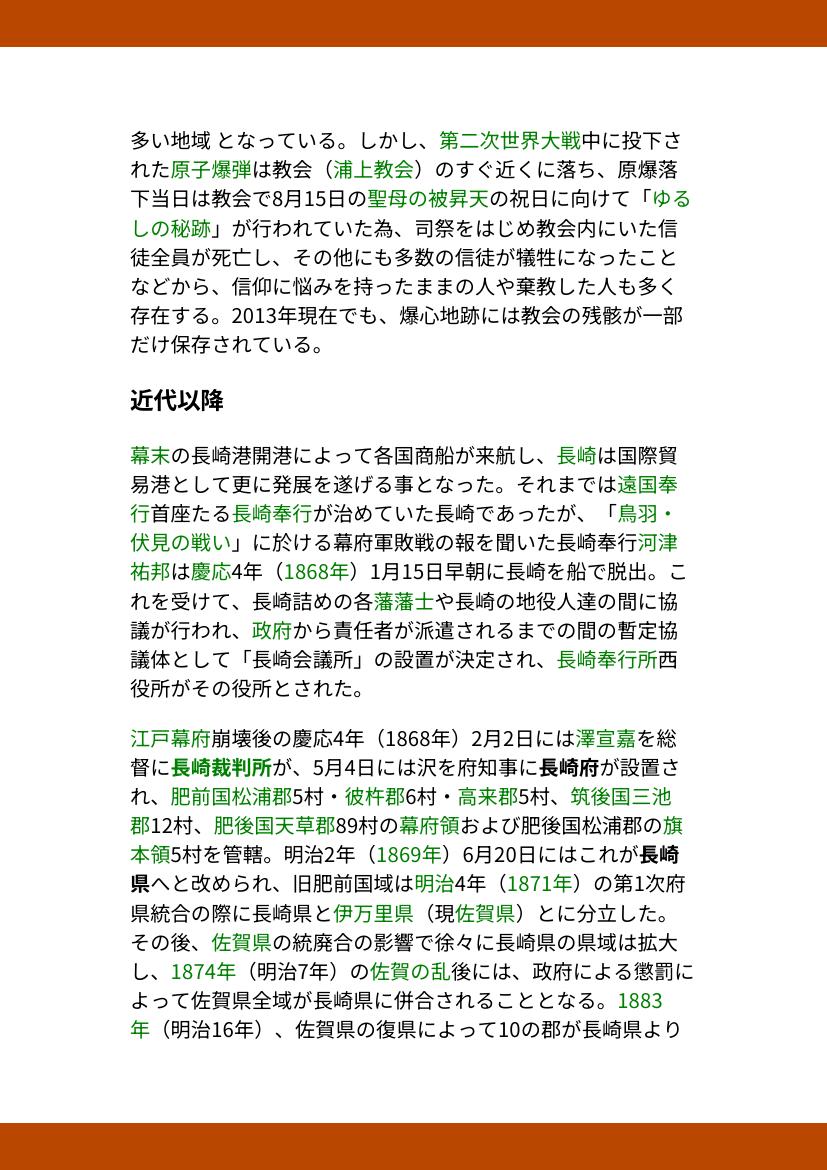 多い地域 となっている。しかし、第二次世界大戦中に投下さ
れた原子爆弾は教会（浦上教会）のすぐ近くに落ち、原爆落
下当日は教会で8月15日の聖母の被昇天の祝日に向けて「ゆる
しの秘跡」が行われていた為、司祭をはじめ教会内にいた信
徒全員が死亡し、その他にも多数の信徒が犠牲になったこと
などから、信仰に悩みを持ったままの人や棄教した人も多く
存在する。2013年現在でも、爆心地跡には教会の残骸が一部
だけ保存されている。
近代以降
幕末の長崎港開港によって各国商船が来航し、長崎は国際貿
易港として更に発展を遂げる事となった。それまでは遠国奉
行首座たる長崎奉行が治めていた長崎であったが、「鳥羽・
伏見の戦い」に於ける幕府軍敗戦の報を聞いた長崎奉行河津
祐邦は慶応4年（1868年）1月15日早朝に長崎を船で脱出。こ
れを受けて、長崎詰めの各藩藩士や長崎の地役人達の間に協
議が行われ、政府から責任者が派遣されるまでの間の暫定協
議体として「長崎会議所」の設置が決定され、長崎奉行所西
役所がその役所とされた。
江戸幕府崩壊後の慶応4年（1868年）2月2日には澤宣嘉を総
督に長崎裁判所が、5月4日には沢を府知事に長崎府が設置さ
れ、肥前国松浦郡5村・彼杵郡6村・高来郡5村、筑後国三池
郡12村、肥後国天草郡89村の幕府領および肥後国松浦郡の旗
本領5村を管轄。明治2年（1869年）6月20日にはこれが長崎
県へと改められ、旧肥前国域は明治4年（1871年）の第1次府
県統合の際に長崎県と伊万里県（現佐賀県）とに分立した。
その後、佐賀県の統廃合の影響で徐々に長崎県の県域は拡大
し、1874年（明治7年）の佐賀の乱後には、政府による懲罰に
よって佐賀県全域が長崎県に併合されることとなる。1883
年（明治16年）、佐賀県の復県によって10の郡が長崎県より